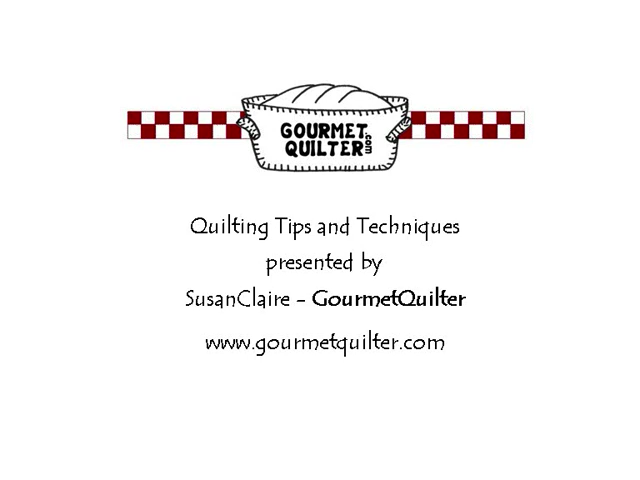 GOURMET
QUILTER.com
Quilting Tips and Techniques
presented by
SusanClaire - GourmetQuilter
www.gourmetquilter.com